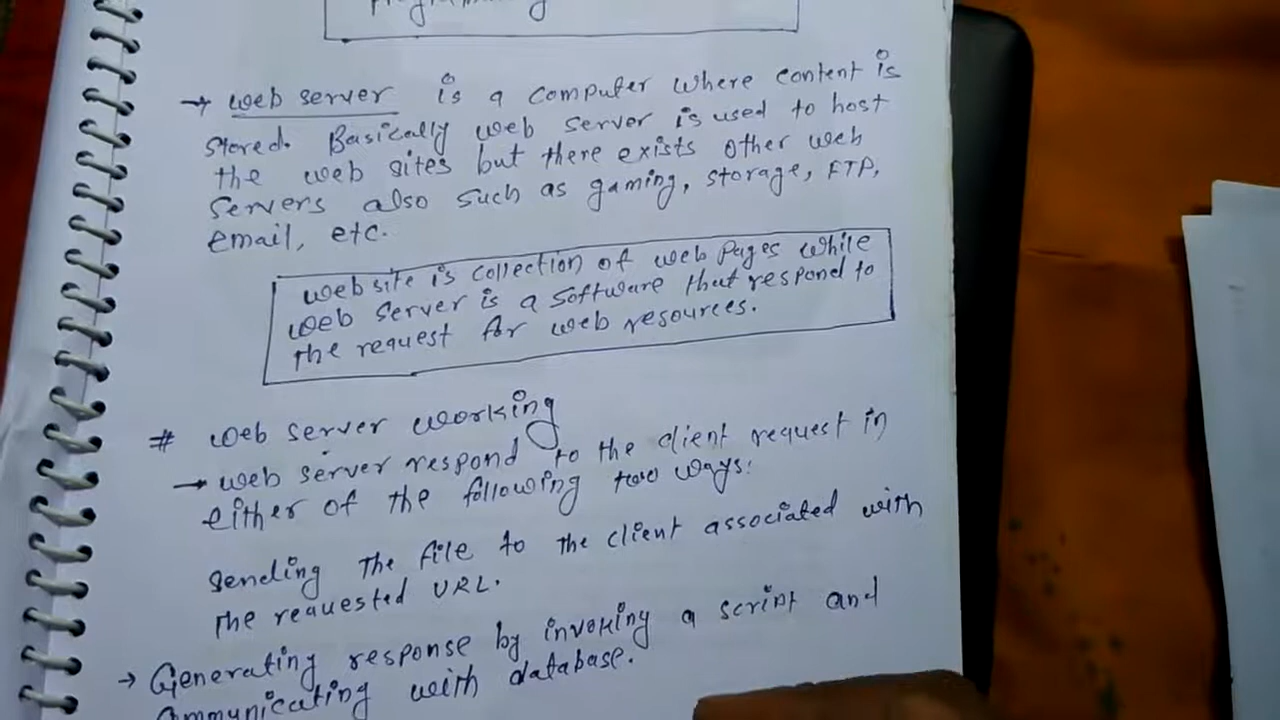 Programming
→ web server is a computer where content is
stored. Basically web server is used to host
the web sites but there exists other web
servers also such as gaming, storage, FTP,
email, etc.
website is collection of web pages while
web server is a software that respond to
the request for web resources.
# web server working
→ web server respond to the client request in
either of the following two ways:
sending the file to the client associated with
the requested URL.
→ Generating response by invoking a script and
communicating with database.